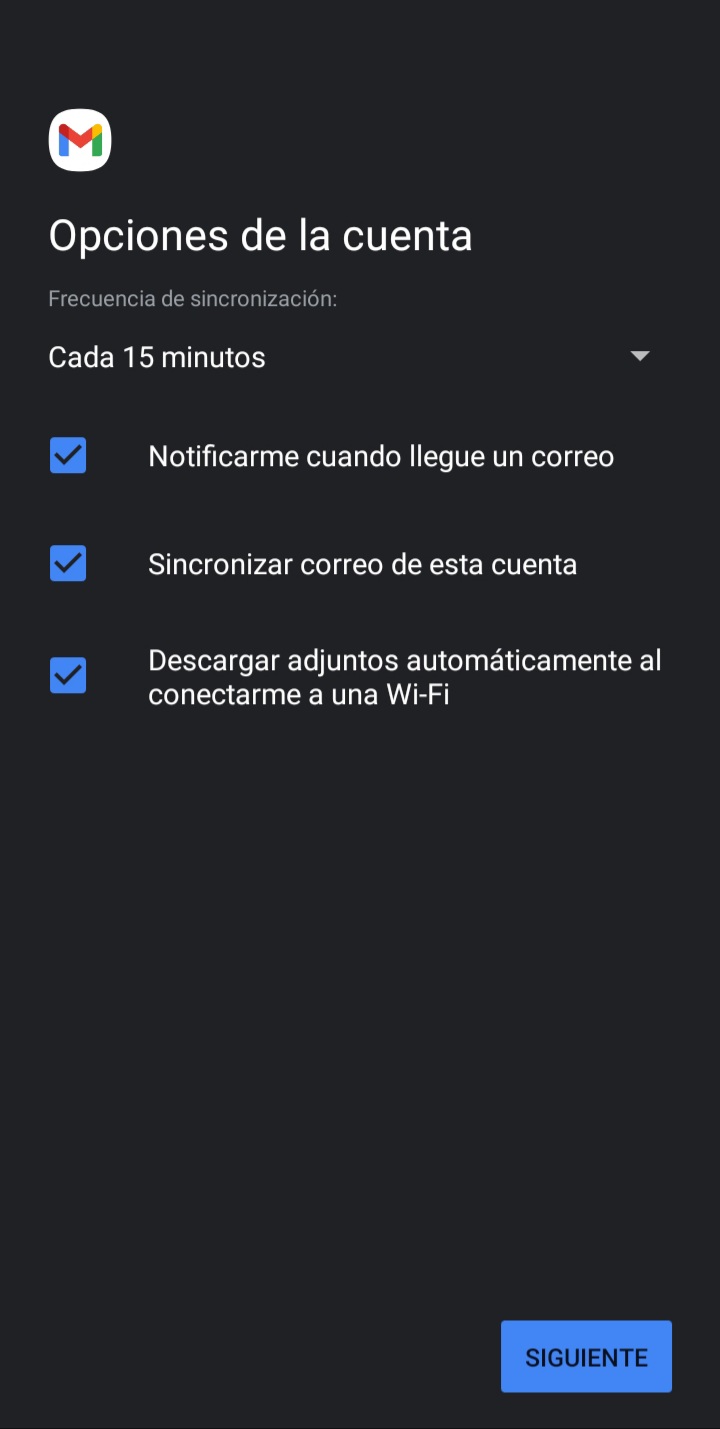 Opciones de la cuenta
Frecuencia de sincronización:
Cada 15 minutos
Notificarme cuando llegue un correo
Sincronizar correo de esta cuenta
Descargar adjuntos automáticamente al
conectarme a una Wi-Fi
SIGUIENTE